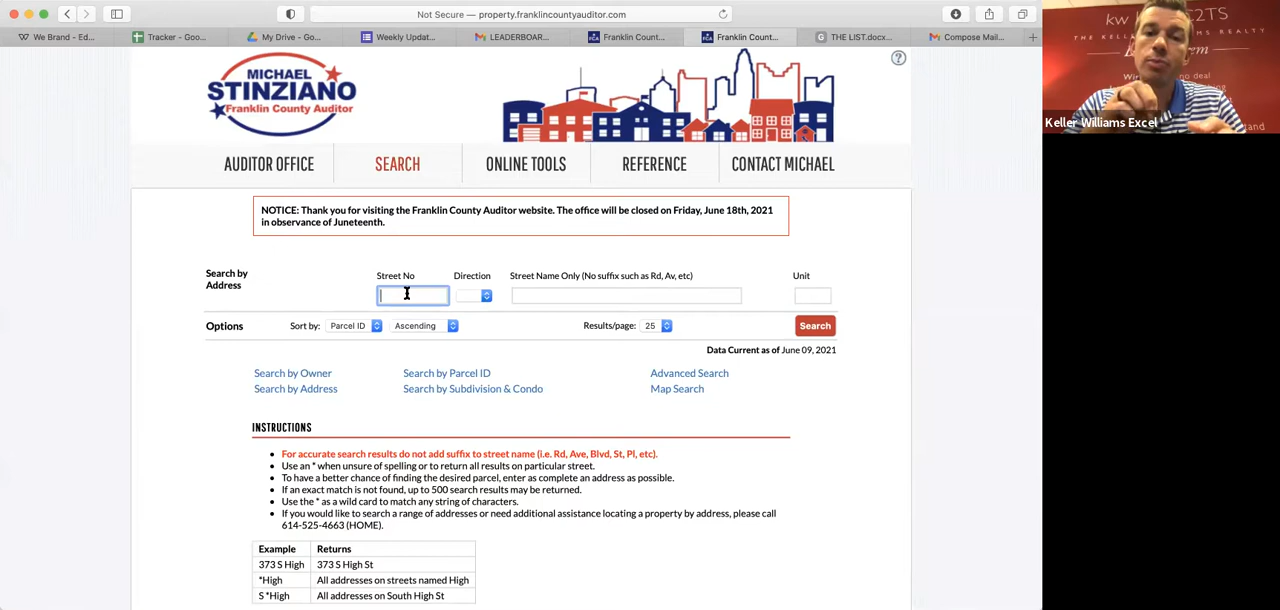 Not Secure — property.franklincountyauditor.com
We Brand - Ed...
Tracker - Goo...
My Drive - Go...
Weekly Updat...
LEADERBOAR...
Franklin Count...
Franklin Count...
THE LIST.docx...
Compose Mail...
MICHAEL
STINZIANO
Franklin County Auditor
AUDITOR OFFICE
SEARCH
ONLINE TOOLS
REFERENCE
CONTACT MICHAEL
NOTICE: Thank you for visiting the Franklin County Auditor website. The office will be closed on Friday, June 18th, 2021
in observance of Juneteenth.
Search by
Address
Street No
Direction
Street Name Only (No suffix such as Rd, Av, etc)
Unit
Options
Sort by:
Parcel ID
Ascending
Results/page:
25
Search
Data Current as of June 09, 2021
Search by Owner
Search by Parcel ID
Advanced Search
Search by Address
Search by Subdivision & Condo
Map Search
INSTRUCTIONS
For accurate search results do not add suffix to street name (i.e. Rd, Ave, Blvd, St, Pl, etc).
Use an * when unsure of spelling or to return all results on particular street.
To have a better chance of finding the desired parcel, enter as complete an address as possible.
If an exact match is not found, up to 500 search results may be returned.
Use the * as a wild card to match any string of characters.
If you would like to search a range of addresses or need additional assistance locating a property by address, please call
614-525-4663 (HOME).
Example Returns
373 S High 373 S High St
*High All addresses on streets named High
S *High All addresses on South High St
kw
2TS
THE KELL
REALTY
Keller Williams Excel